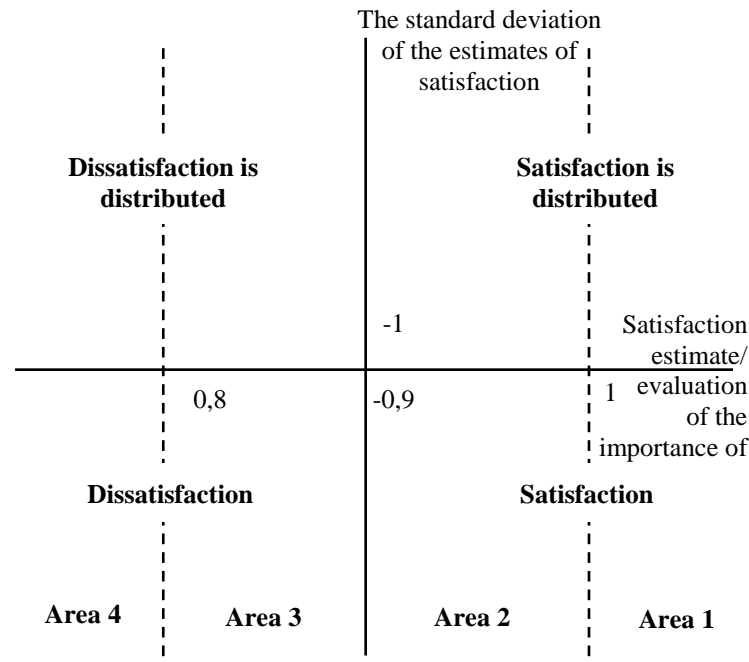 The standard deviation
of the estimates of
satisfaction
Dissatisfaction is
distributed
Satisfaction is
distributed
-1
Satisfaction
estimate/
evaluation
of the
importance of
0,8
-0,9
1
Dissatisfaction
Satisfaction
Area 4
Area 3
Area 2
Area 1